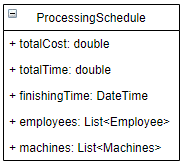 ProcessingSchedule
+ totalCost: double
+ totalTime: double
+ finishingTime: DateTime
+ employees: List<Employee>
+ machines: List<Machines>